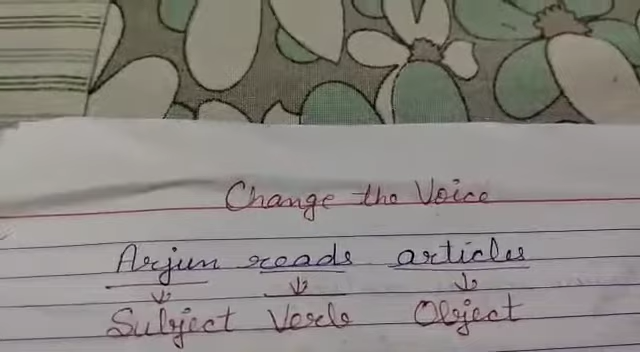 Change the Voice
Arjun reads articles
Subject Verb Object